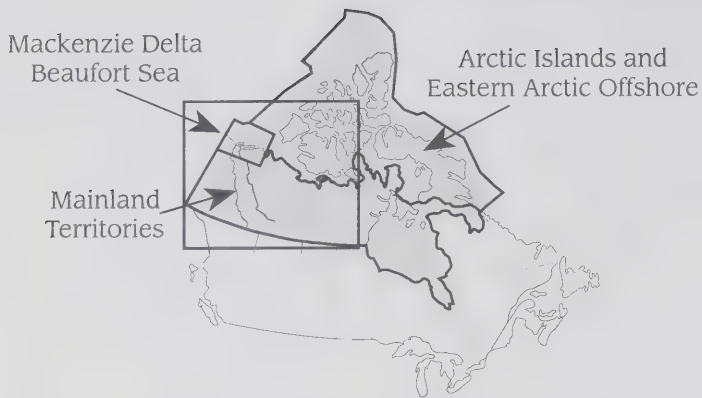 Mackenzie Delta
Beaufort Sea
Arctic Islands and
Eastern Arctic Offshore
Mainland
Territories